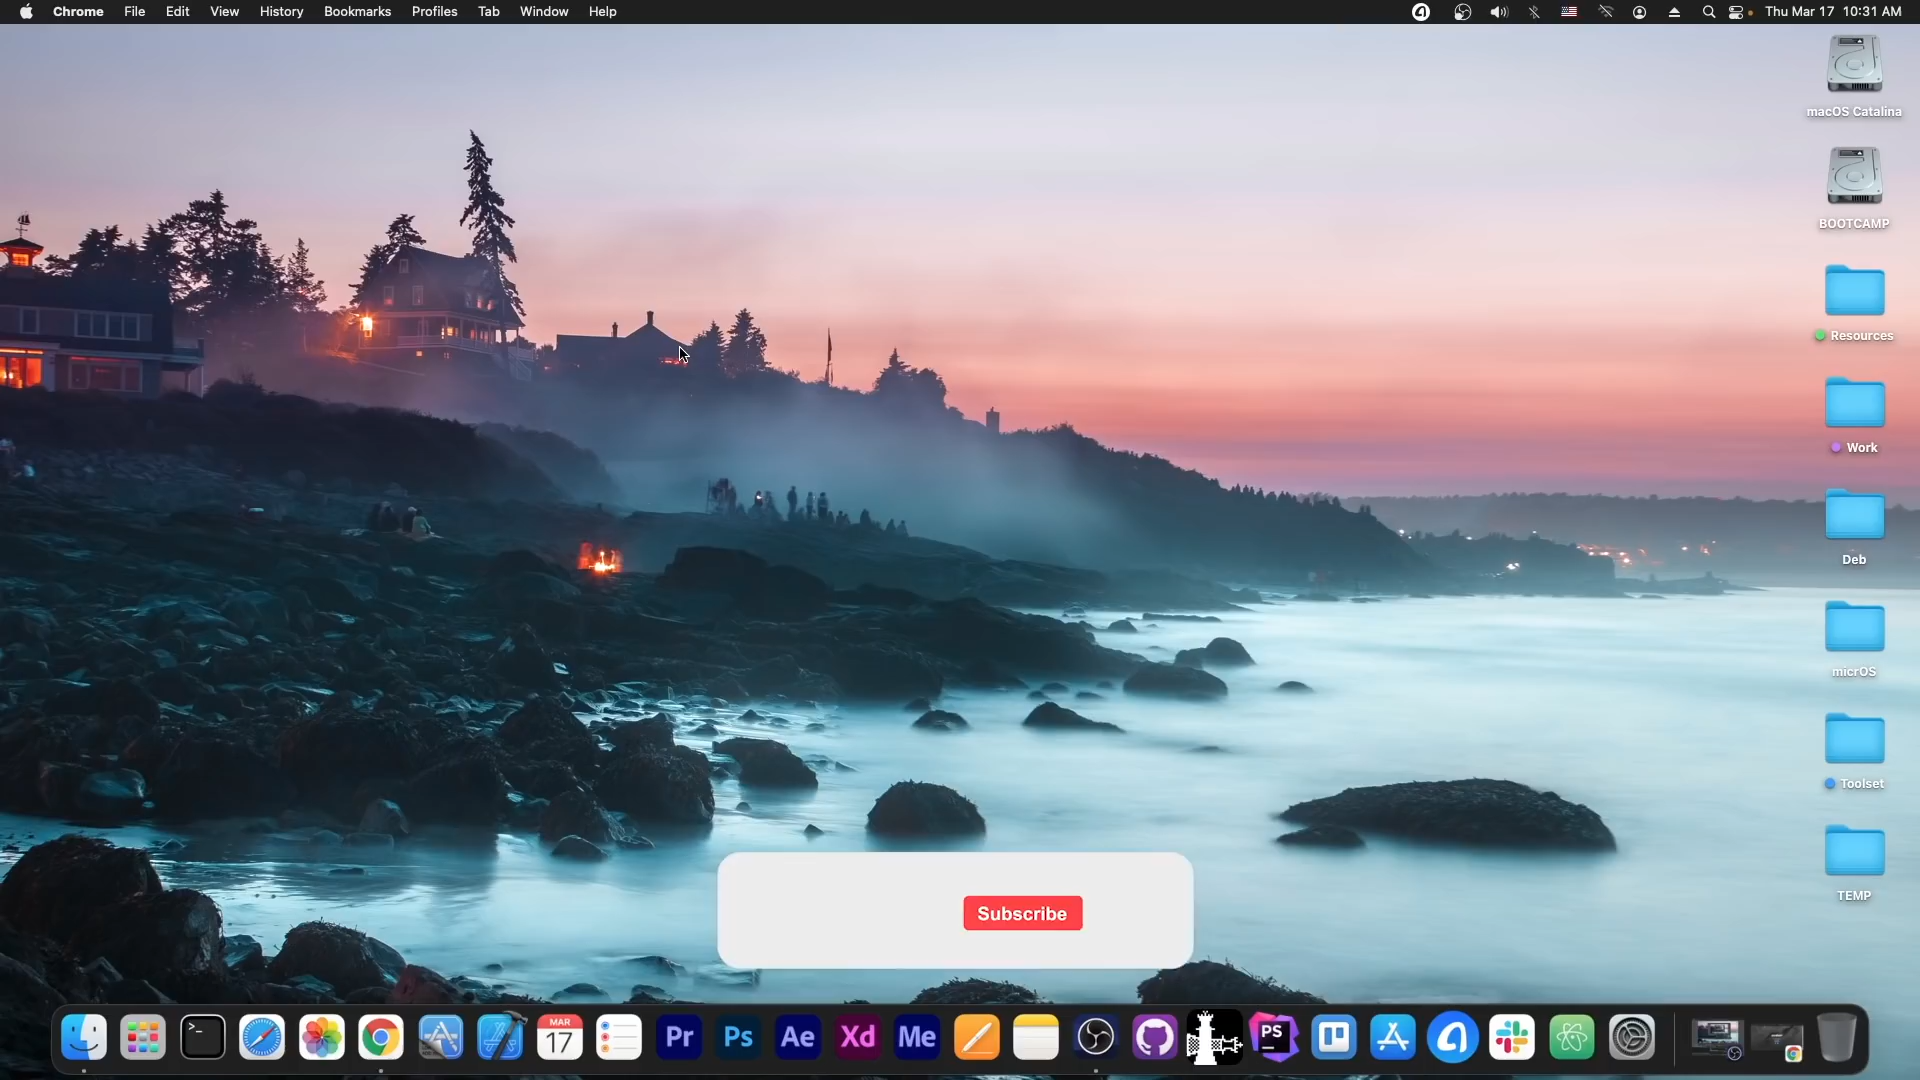 Chrome File Edit View History Bookmarks Profiles Tab Window Help Thu Mar 17 10:31 AM
macOS Catalina
BOOTCAMP
Resources
Work
Deb
micrOS
Toolset
TEMP
Subscribe
>_
MAR
17
Pr
Ps
Ae
Xd
Me
PS